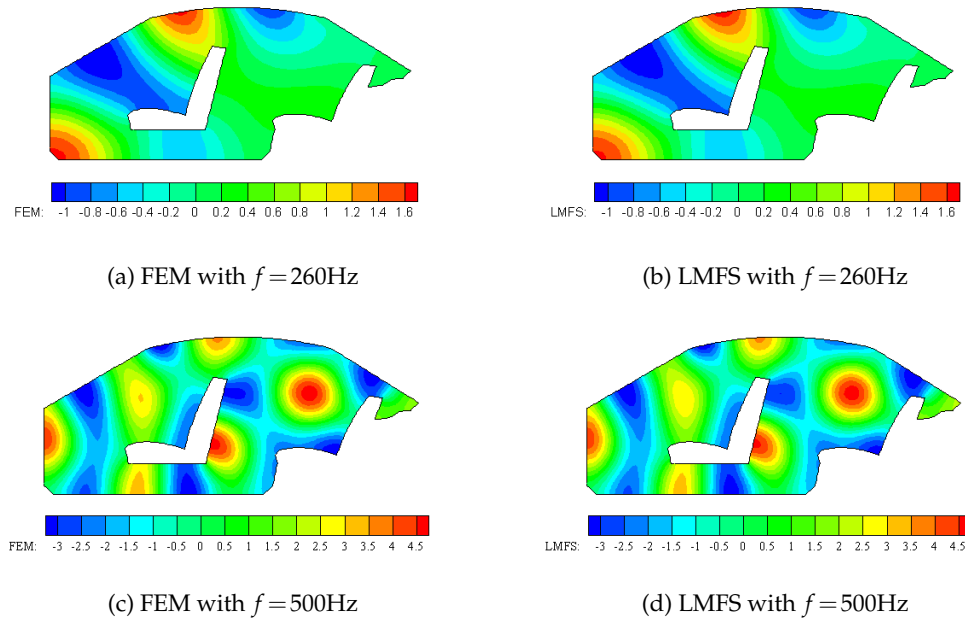 FEM: -1 -0.8 -0.6 -0.4 -0.2 0 0.2 0.4 0.6 0.8 1 1.2 1.4 1.6
LMFS: -1 -0.8 -0.6 -0.4 -0.2 0 0.2 0.4 0.6 0.8 1 1.2 1.4 1.6
(a) FEM with f = 260Hz
(b) LMFS with f = 260Hz
FEM: -3 -2.5 -2 -1.5 -1 -0.5 0 0.5 1 1.5 2 2.5 3 3.5 4 4.5
LMFS: -3 -2.5 -2 -1.5 -1 -0.5 0 0.5 1 1.5 2 2.5 3 3.5 4 4.5
(c) FEM with f = 500Hz
(d) LMFS with f = 500Hz